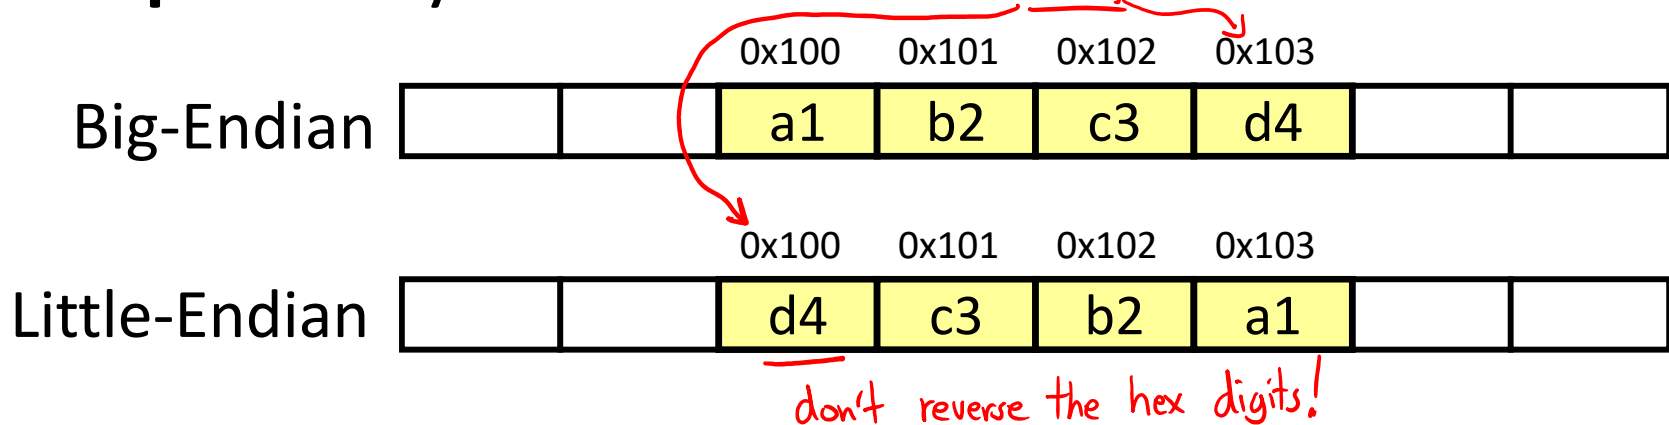 0x100 0x101 0x102 0x103
Big-Endian a1 b2 c3 d4
0x100 0x101 0x102 0x103
Little-Endian d4 c3 b2 a1
don't reverse the hex digits!